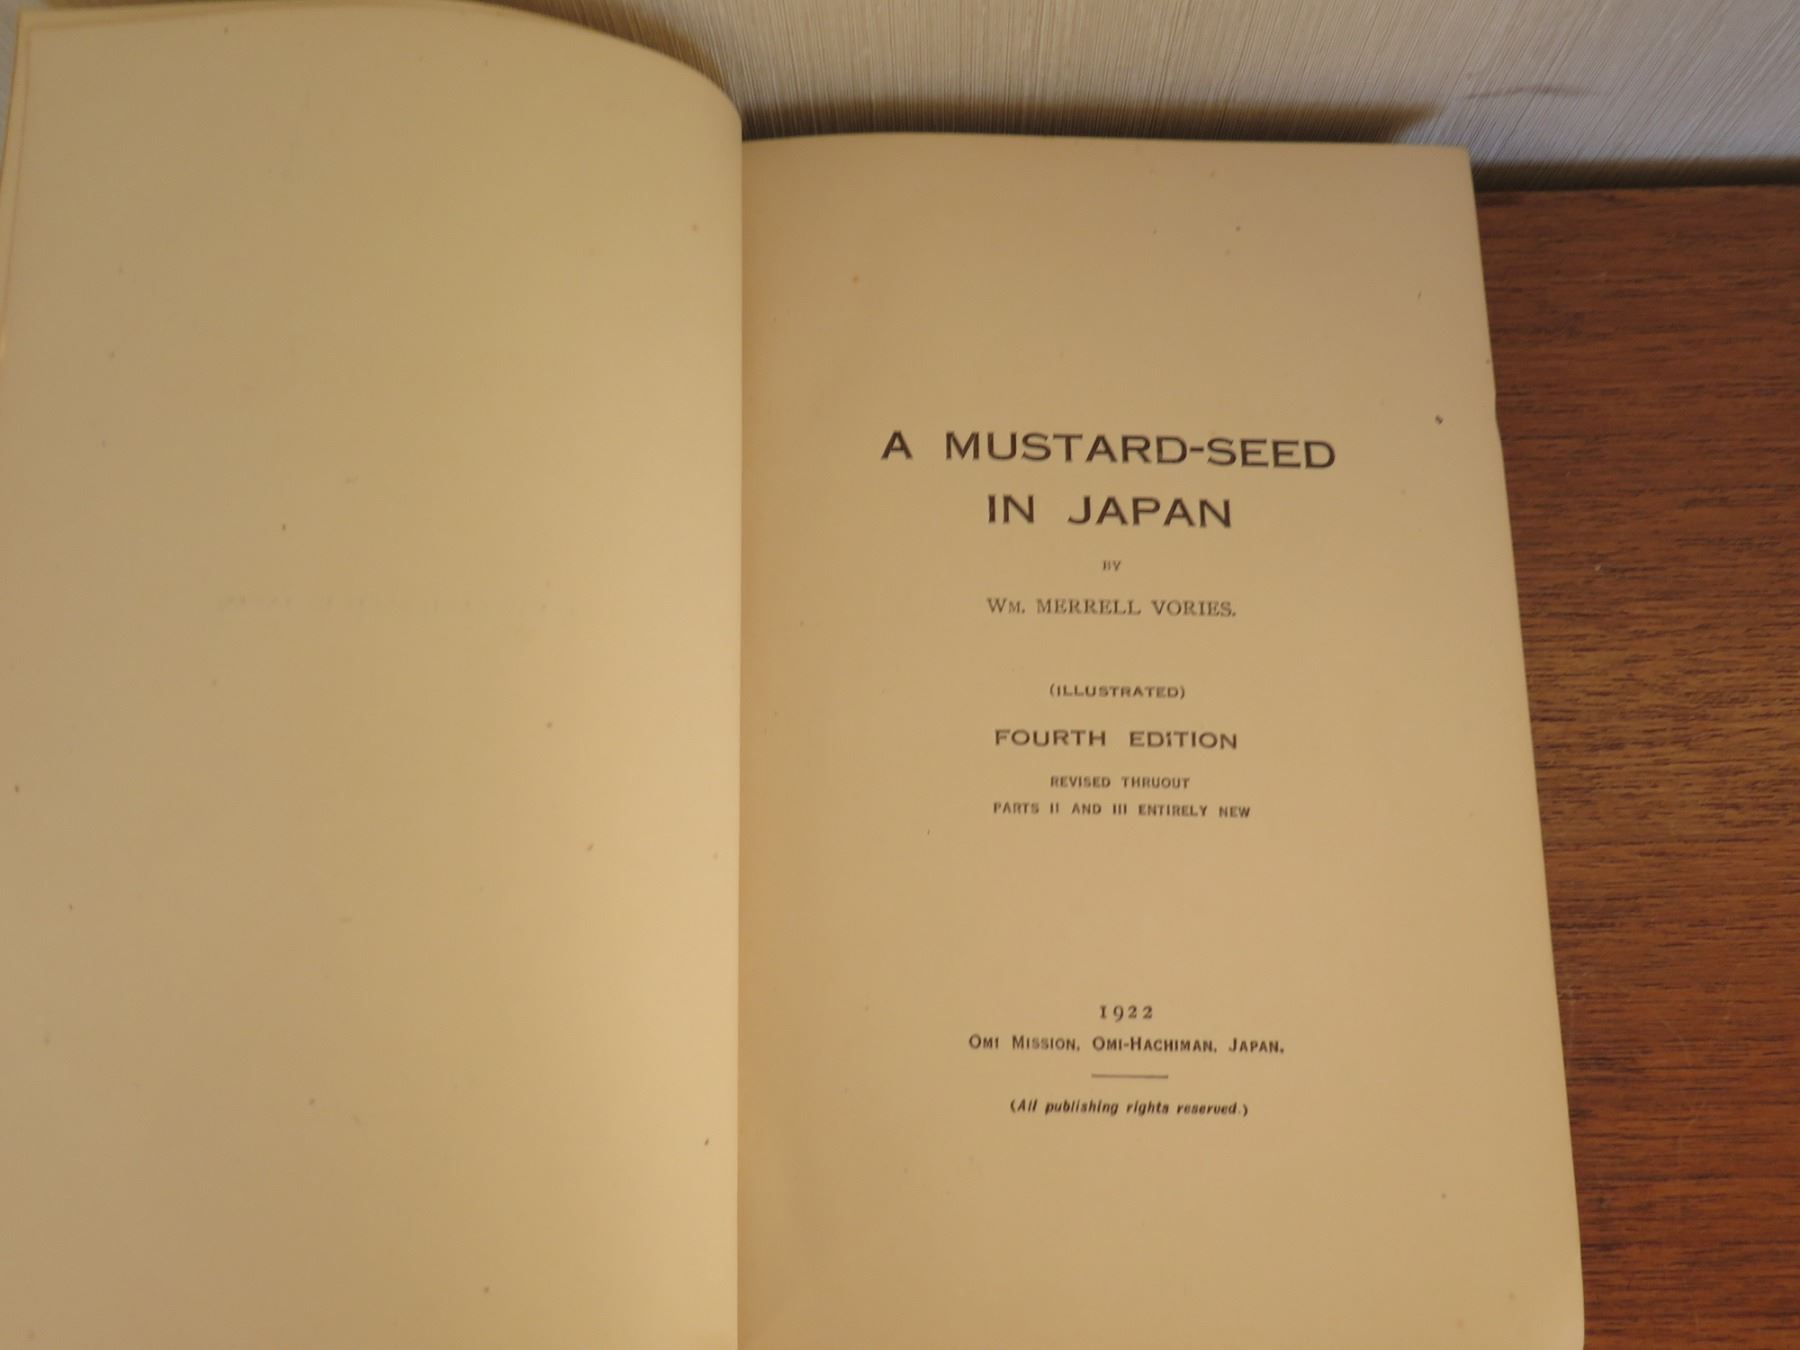 A MUSTARD-SEED
IN JAPAN
BY
WM. MERRELL VORIES.
(ILLUSTRATED)
FOURTH EDITION
REVISED THRUOUT
PARTS II AND III ENTIRELY NEW
1922
OMI MISSION, OMI-HACHIMAN, JAPAN.
(All publishing rights reserved.)